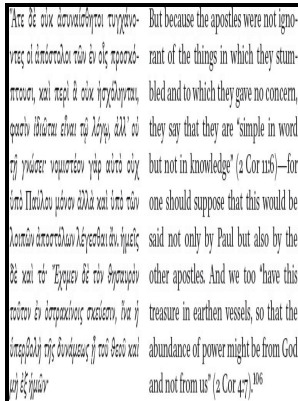 Ἅτε δὲ οὐκ ἀσυναίσθητοι τυγχάνο-
ντες οἱ ἀπόστολοι τῶν ἐν οἷς προσκό-
πτουσι, καὶ περὶ ἃ οὐκ ἠσχόληνται,
φασὶν ἰδιῶται εἶναι τῷ λόγῳ, ἀλλ’ οὐ
τῇ γνώσει· νομιστέον γὰρ αὐτὸ οὐχ
ὑπὸ Παύλου μόνον ἀλλὰ καὶ ὑπὸ τῶν
λοιπῶν ἀποστόλων λέγεσθαι ἄν. ἡμεῖς
δὲ καὶ τό· Ἔχομεν δὲ τὸν θησαυρὸν
τοῦτον ἐν ὀστρακίνοις σκεύεσιν, ἵνα ἡ
ὑπερβολὴ τῆς δυνάμεως ᾖ τοῦ θεοῦ καὶ
μὴ ἐξ ἡμῶν·
But because the apostles were not igno-
rant of the things in which they stum-
bled and to which they gave no concern,
they say that they are “simple in word
but not in knowledge” (2 Cor 11:6)—for
one should suppose that this would be
said not only by Paul but also by the
other apostles. And we too “have this
treasure in earthen vessels, so that the
abundance of power might be from God
and not from us” (2 Cor 4:7).106